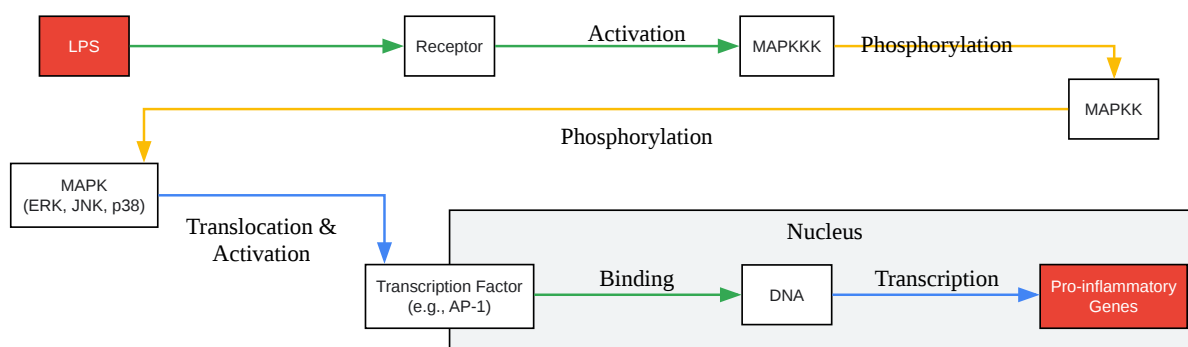 LPS
Receptor
Activation
MAPKKK
Phosphorylation
MAPKK
Phosphorylation
MAPK
(ERK, JNK, p38)
Translocation &
Activation
Nucleus
Transcription Factor
(e.g., AP-1)
Binding
DNA
Transcription
Pro-inflammatory
Genes